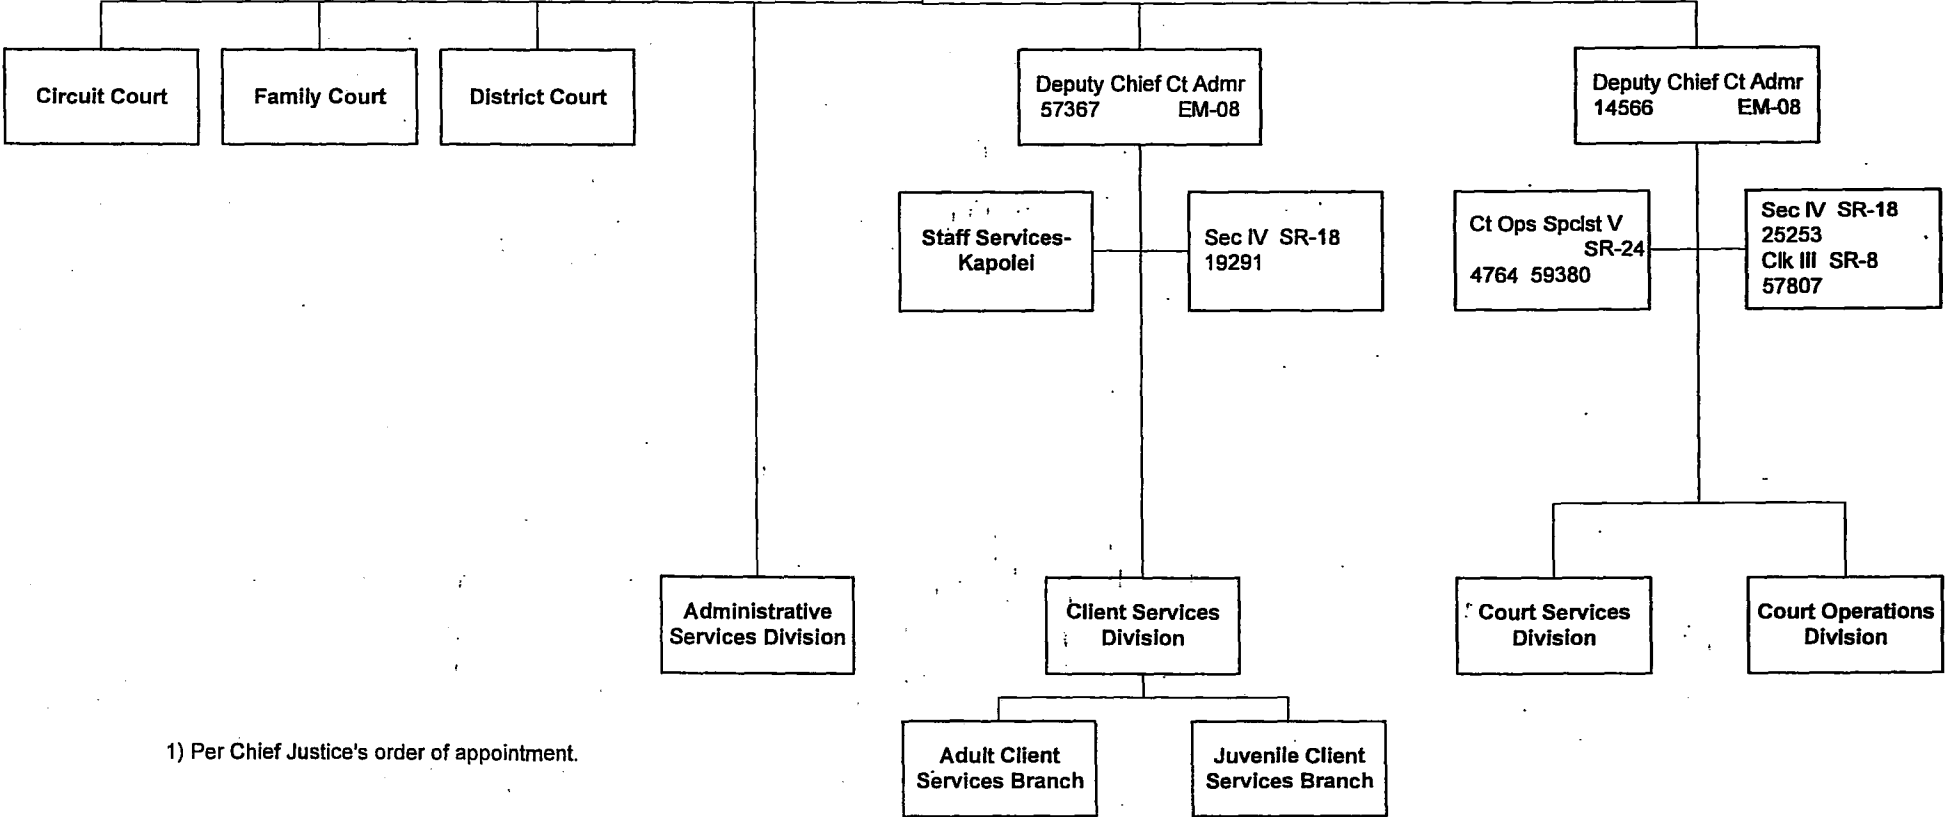 Circuit Court
Family Court
District Court
Deputy Chief Ct Admr
57367 EM-08
Deputy Chief Ct Admr
14566 EM-08
Staff Services-
Kapolei
Sec IV SR-18
19291
Ct Ops Spclst V
SR-24
4764 59380
Sec IV SR-18
25253
Clk III SR-8
57807
Administrative
Services Division
Client Services
Division
Court Services
Division
Court Operations
Division
Adult Client
Services Branch
Juvenile Client
Services Branch
1) Per Chief Justice's order of appointment.